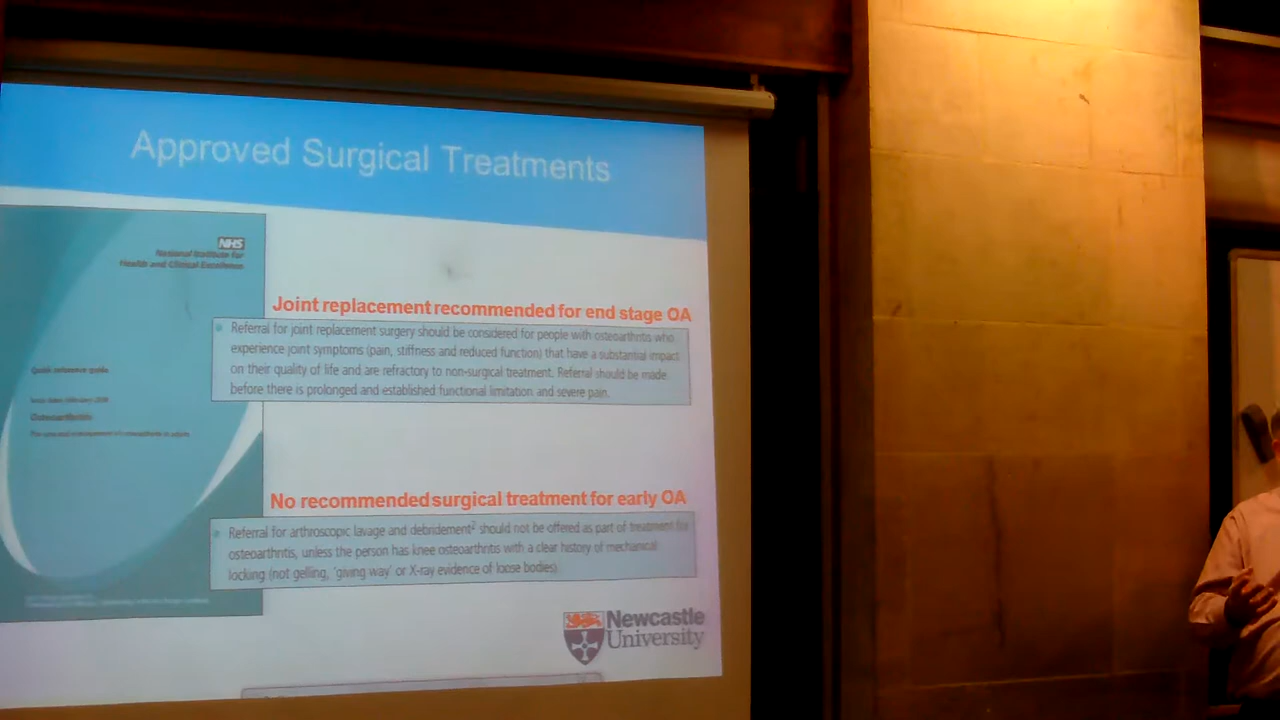 Approved Surgical Treatments
NHS
National Institute for
Health and Clinical Excellence
Quick reference guide
Issue date: February 2008
Osteoarthritis
Joint replacement recommended for end stage OA
Referral for joint replacement surgery should be considered for people with osteoarthritis who
experience joint symptoms (pain, stiffness and reduced function) that have a substantial impact
on their quality of life and are refractory to non-surgical treatment. Referral should be made
before there is prolonged and established functional limitation and severe pain.
No recommended surgical treatment for early OA
Referral for arthroscopic lavage and debridement² should not be offered as part of treatment for
osteoarthritis, unless the person has knee osteoarthritis with a clear history of mechanical
locking (not gelling, 'giving way' or X-ray evidence of loose bodies)
Newcastle
University